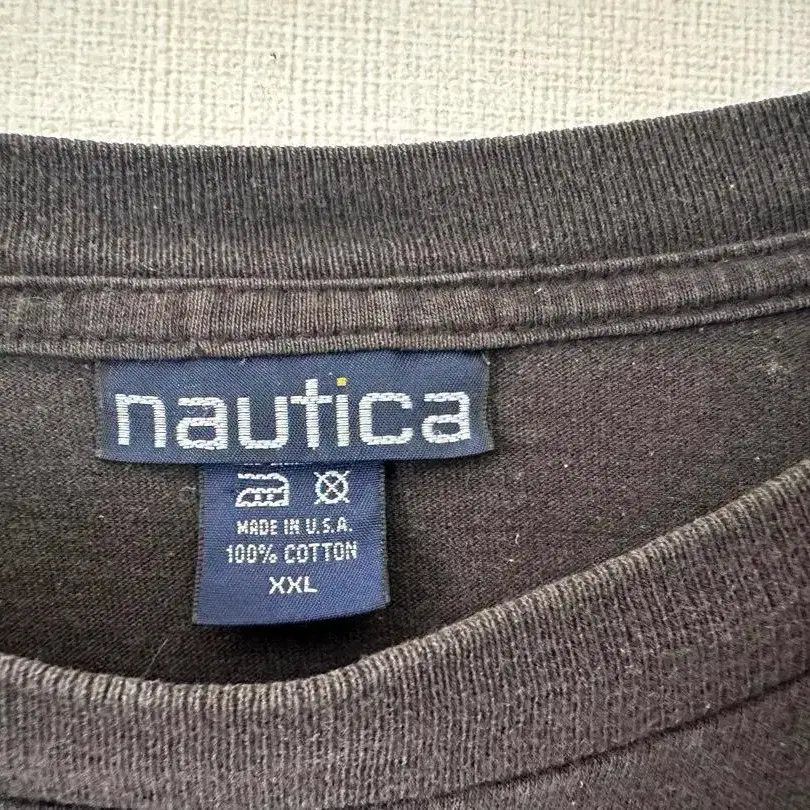 nautica
MADE IN U.S.A.
100% COTTON
XXL